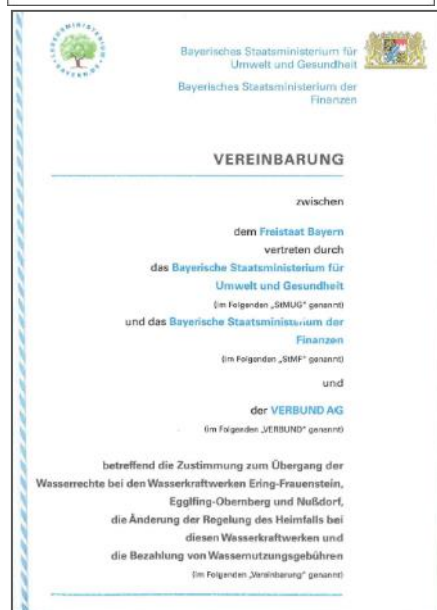 Bayerisches Staatsministerium für
Umwelt und Gesundheit
Bayerisches Staatsministerium der
Finanzen
VEREINBARUNG
zwischen
dem Freistaat Bayern
vertreten durch
das Bayerische Staatsministerium für
Umwelt und Gesundheit
(im Folgenden „StMUG“ genannt)
und das Bayerische Staatsministerium der
Finanzen
(im Folgenden „StMF“ genannt)
und
der VERBUND AG
(im Folgenden „VERBUND“ genannt)
betreffend die Zustimmung zum Übergang der
Wasserrechte bei den Wasserkraftwerken Ering-Frauenstein,
Egglfing-Obernberg und Nußdorf,
die Änderung der Regelung des Heimfalls bei
diesen Wasserkraftwerken und
die Bezahlung von Wassernutzungsgebühren
(im Folgenden „Vereinbarung“ genannt)